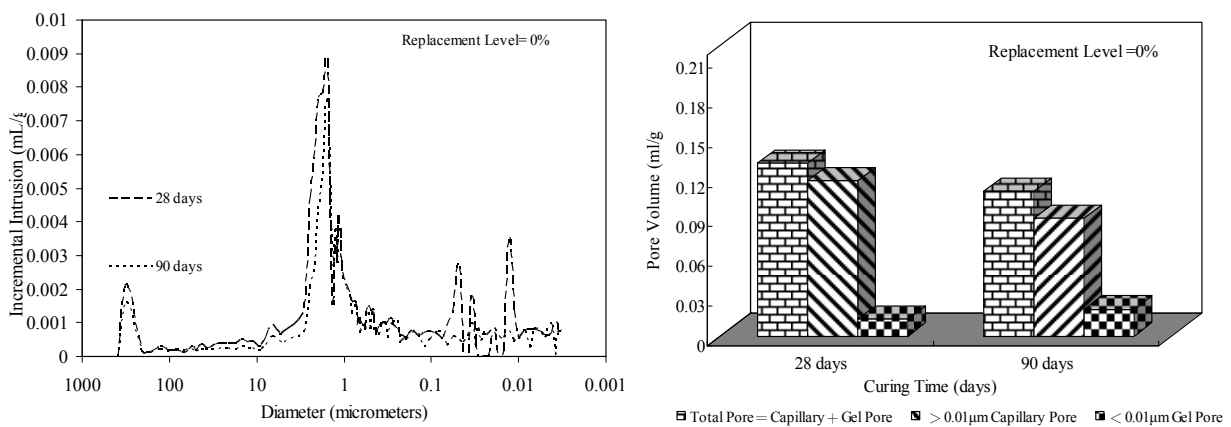 0.01
0.009
0.008
0.007
0.006
0.005
0.004
0.003
0.002
0.001
0
Incremental Intrusion (mL/g
Replacement Level= 0%
28 days
90 days
1000 100 10 1 0.1 0.01 0.001
Diameter (micrometers)
0.21
0.18
0.15
0.12
0.09
0.06
0.03
0
Pore Volume (ml/g
Replacement Level =0%
28 days 90 days
Curing Time (days)
Total Pore = Capillary + Gel Pore > 0.01μm Capillary Pore < 0.01μm Gel Pore